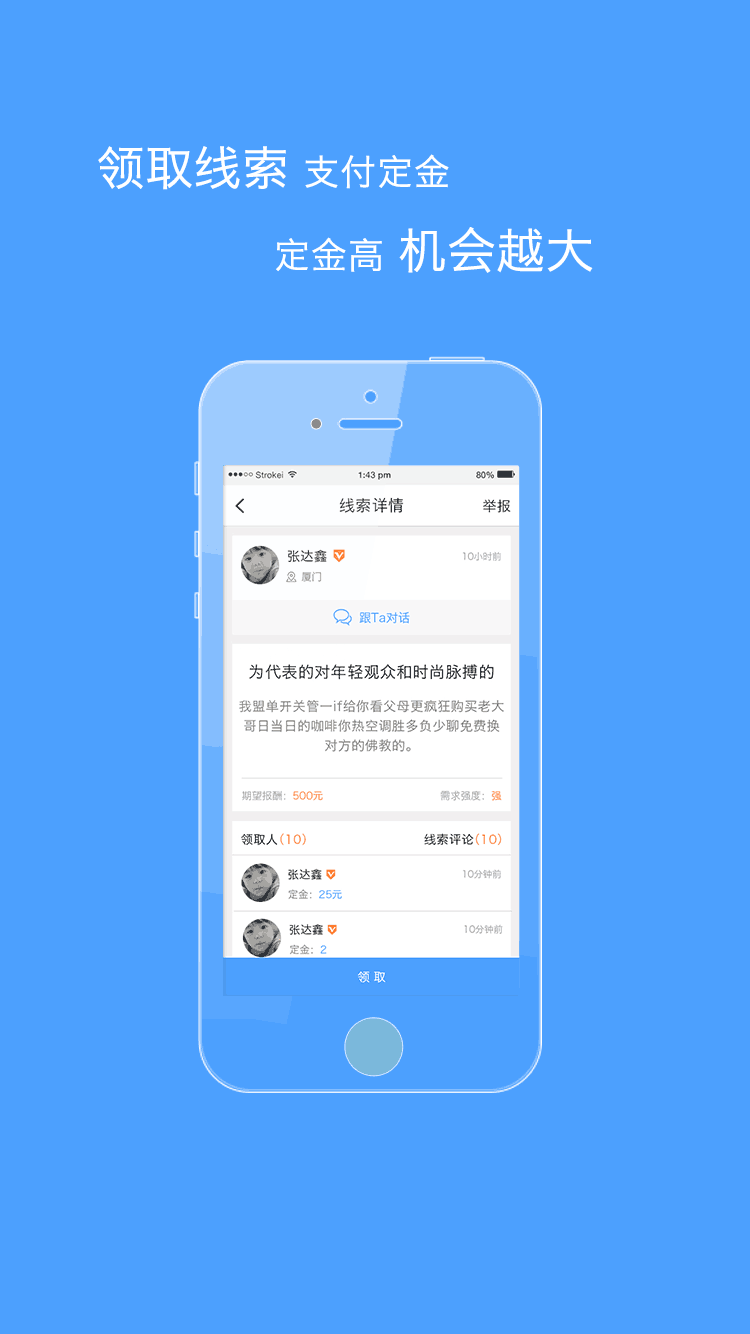 领取线索 支付定金
定金高 机会越大
Strokei 1:43 pm 80%
线索详情 举报
张达鑫 10小时前
厦门
跟Ta对话
为代表的对年轻观众和时尚脉搏的
我盟单开关管一if给你看父母更疯狂购买老大
哥日当日的咖啡你热空调胜多负少聊免费换
对方的佛教的。
期望报酬：500元 需求强度：强
领取人(10) 线索评论(10)
张达鑫 10分钟前
定金：25元
张达鑫 10分钟前
定金：2
领 取